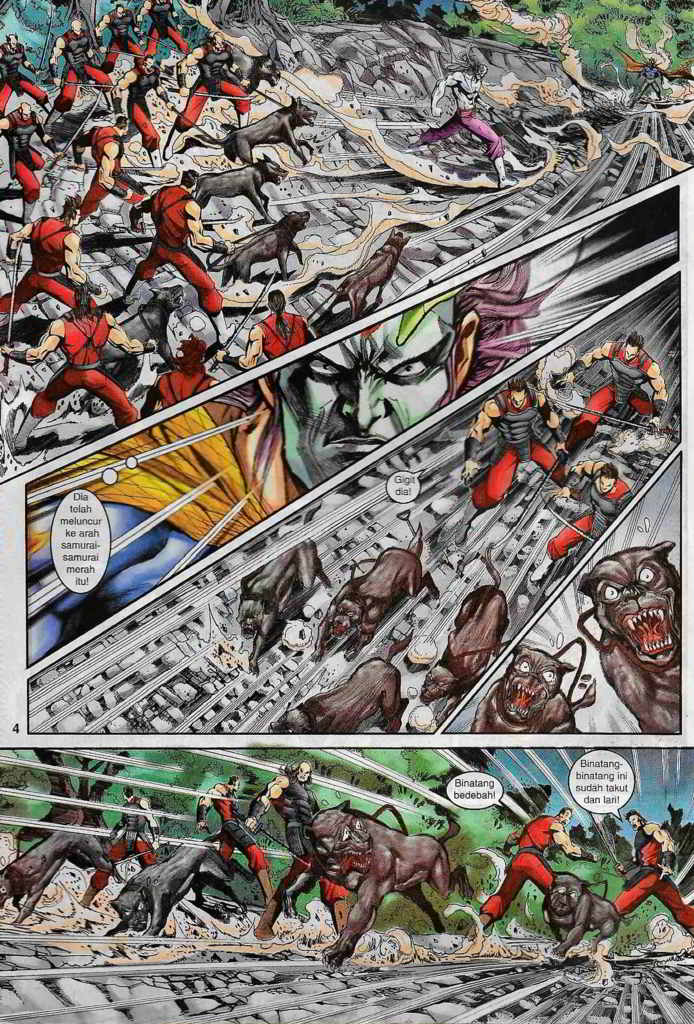 Dia
telah
meluncur
ke arah
samurai-
samurai
merah
itu!
Gigit
dia!
4
Binatang
bedebah!
Binatang-
binatang ini
sudah takut
dan lari!